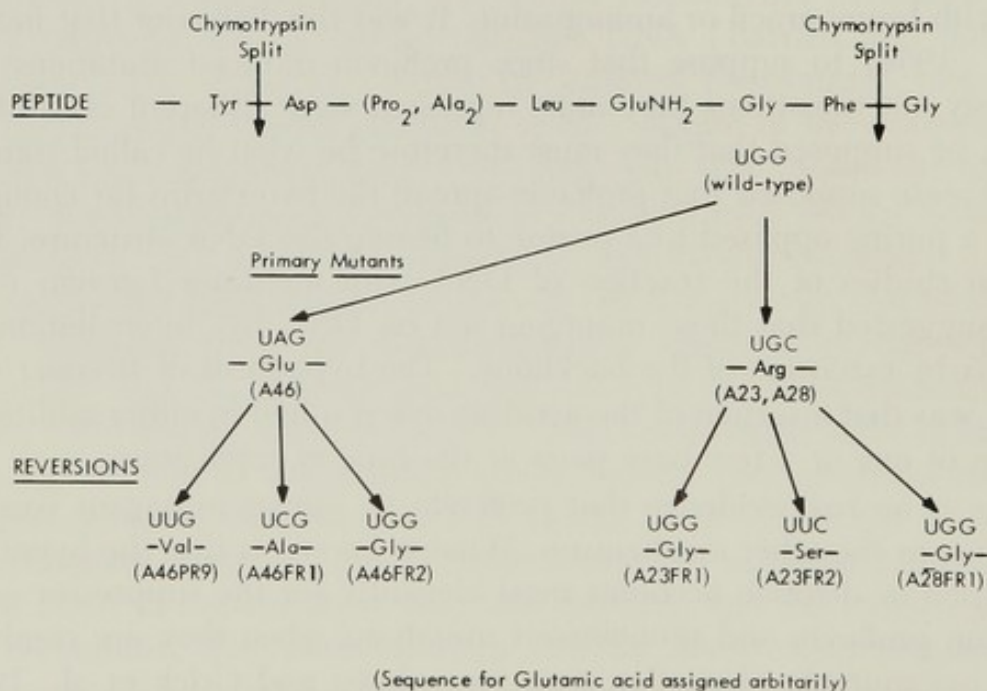 Chymotrypsin Chymotrypsin
Split Split
PEPTIDE — Tyr — Asp — (Pro2, Ala2) — Leu — GluNH2 — Gly — Phe — Gly
UGG
(wild-type)
Primary Mutants
UAG UGC
— Glu — — Arg —
(A46) (A23, A28)
REVERSIONS
UUG UCG UGG UGG UUC UGG
–Val– –Ala– –Gly– –Gly– –Ser– –Gly–
(A46PR9) (A46FR1) (A46FR2) (A23FR1) (A23FR2) (A28FR1)
(Sequence for Glutamic acid assigned arbitarily)